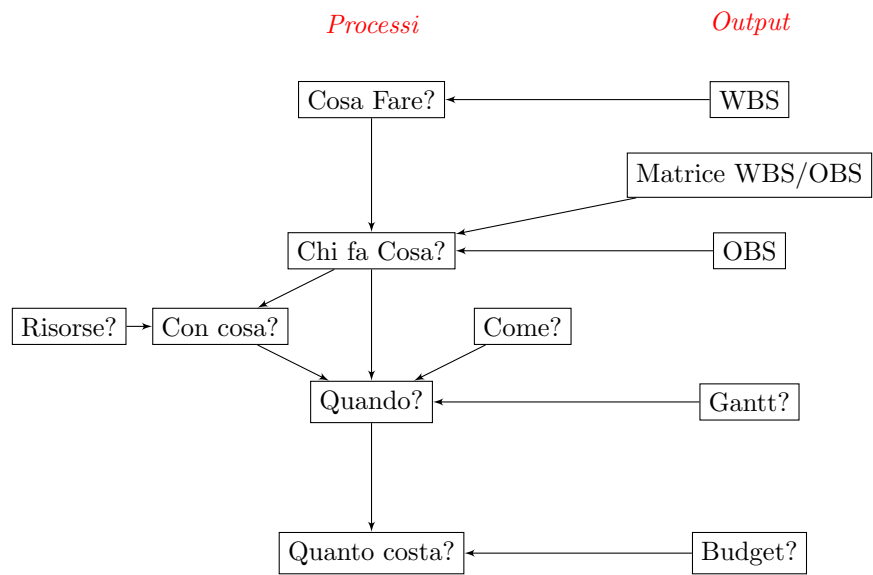 Processi
Output
Cosa Fare?
WBS
Matrice WBS/OBS
Chi fa Cosa?
OBS
Risorse?
Con cosa?
Come?
Quando?
Gantt?
Quanto costa?
Budget?